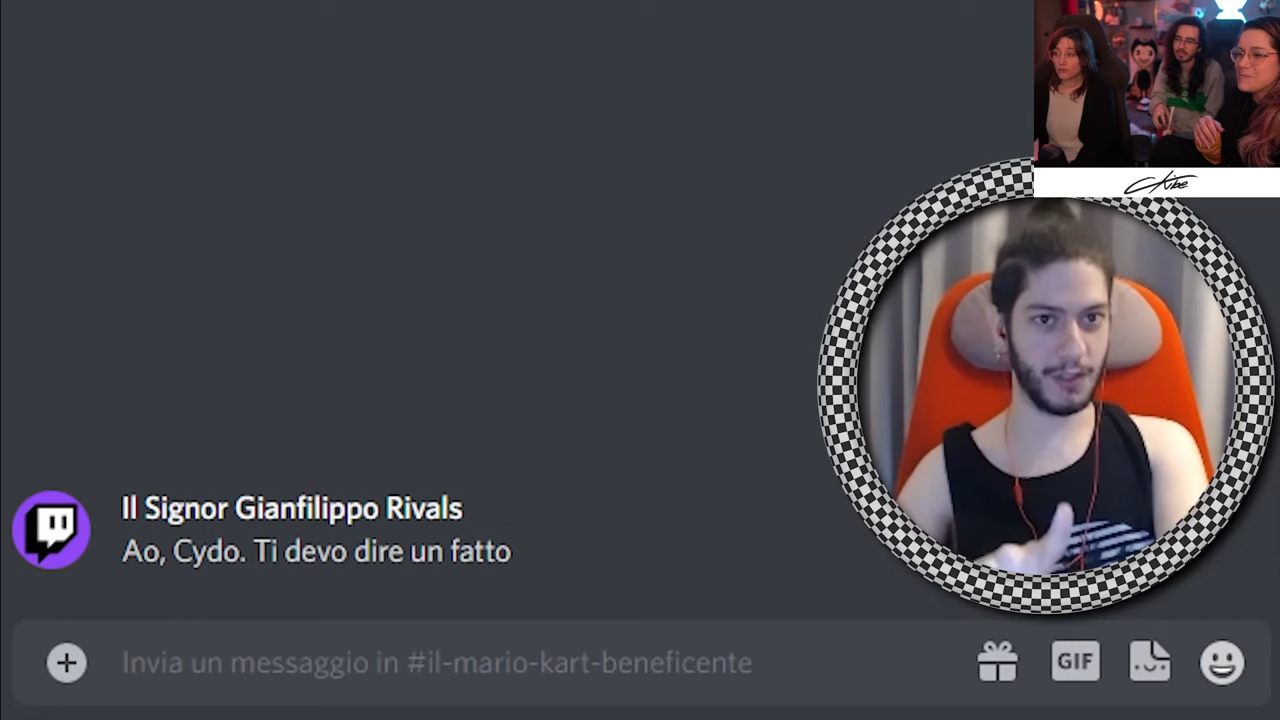 Ckibe
Il Signor Gianfilippo Rivals
Ao, Cydo. Ti devo dire un fatto
Invia un messaggio in #il-mario-kart-beneficente
GIF